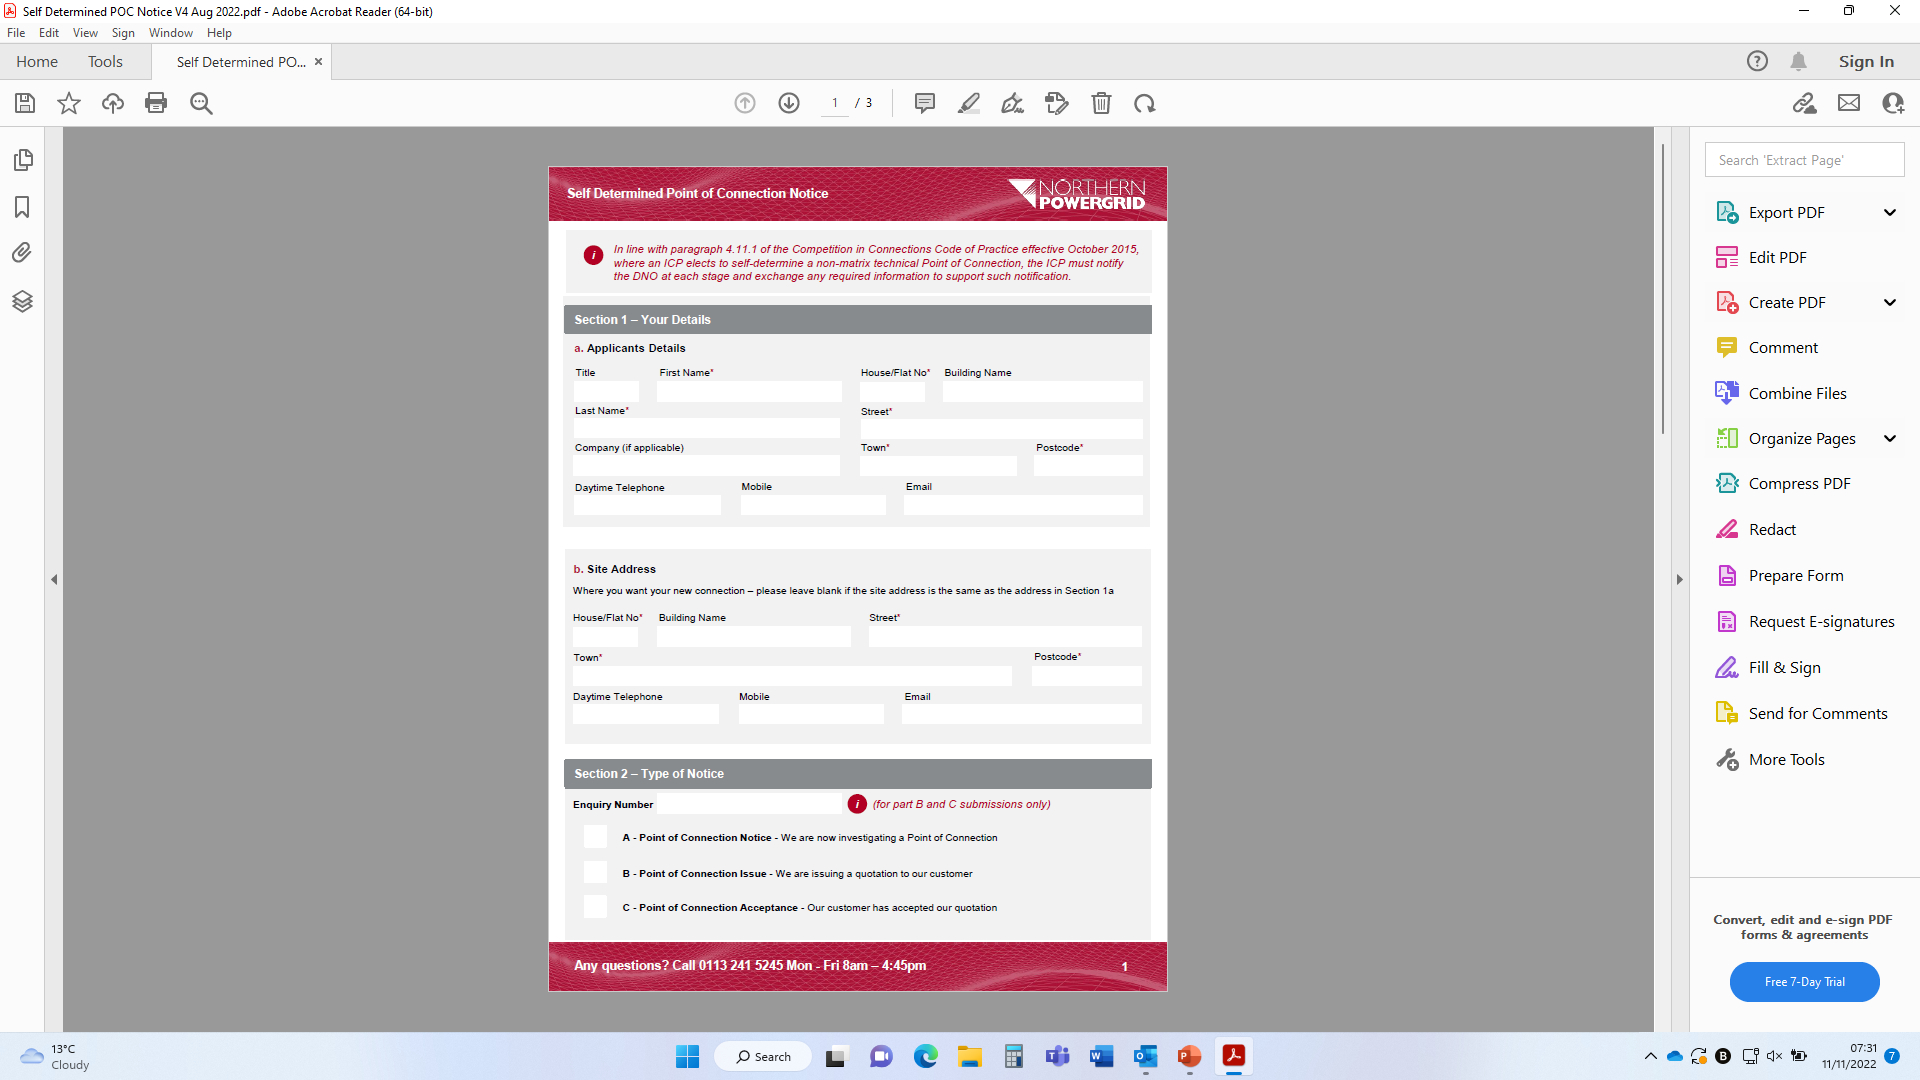 Self Determined POC Notice V4 Aug 2022.pdf - Adobe Acrobat Reader (64-bit)
File Edit View Sign Window Help
Home Tools Self Determined PO... × Sign In
1 / 3
Self Determined Point of Connection Notice
NORTHERN
POWERGRID
In line with paragraph 4.11.1 of the Competition in Connections Code of Practice effective October 2015,
where an ICP elects to self-determine a non-matrix technical Point of Connection, the ICP must notify
the DNO at each stage and exchange any required information to support such notification.
Section 1 – Your Details
a. Applicants Details
Title First Name* House/Flat No* Building Name
Last Name* Street*
Company (if applicable) Town* Postcode*
Daytime Telephone Mobile Email
b. Site Address
Where you want your new connection – please leave blank if the site address is the same as the address in Section 1a
House/Flat No* Building Name Street*
Town* Postcode*
Daytime Telephone Mobile Email
Section 2 – Type of Notice
Enquiry Number i (for part B and C submissions only)
A - Point of Connection Notice - We are now investigating a Point of Connection
B - Point of Connection Issue - We are issuing a quotation to our customer
C - Point of Connection Acceptance - Our customer has accepted our quotation
Any questions? Call 0113 241 5245 Mon - Fri 8am – 4:45pm 1
Search 'Extract Page'
Export PDF
Edit PDF
Create PDF
Comment
Combine Files
Organize Pages
Compress PDF
Redact
Prepare Form
Request E-signatures
Fill & Sign
Send for Comments
More Tools
Convert, edit and e-sign PDF
forms & agreements
Free 7-Day Trial
13°C
Cloudy
Search
07:31
11/11/2022
7